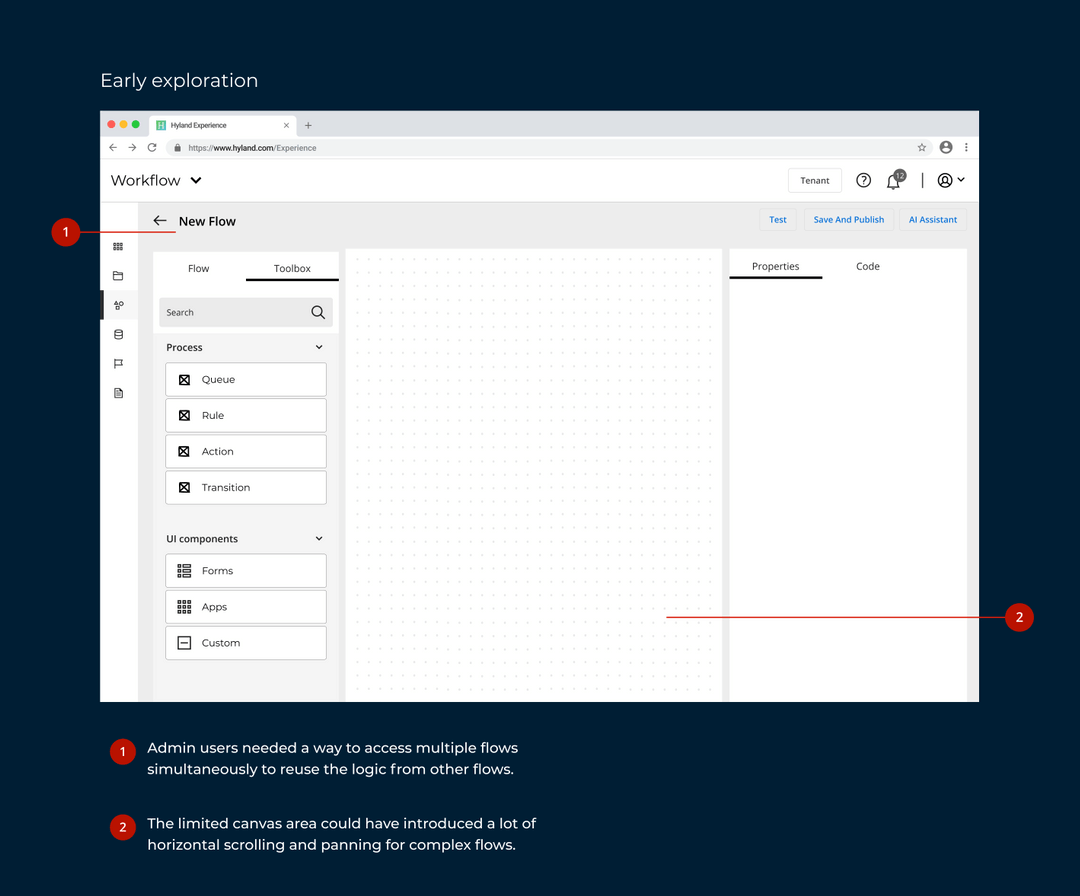 Early exploration
Hyland Experience
https://www.hyland.com/Experience
Workflow
Tenant
12
1
New Flow
Test
Save And Publish
AI Assistant
Flow
Toolbox
Properties
Code
Search
Process
Queue
Rule
Action
Transition
UI components
Forms
Apps
Custom
2
1
Admin users needed a way to access multiple flows
simultaneously to reuse the logic from other flows.
2
The limited canvas area could have introduced a lot of
horizontal scrolling and panning for complex flows.